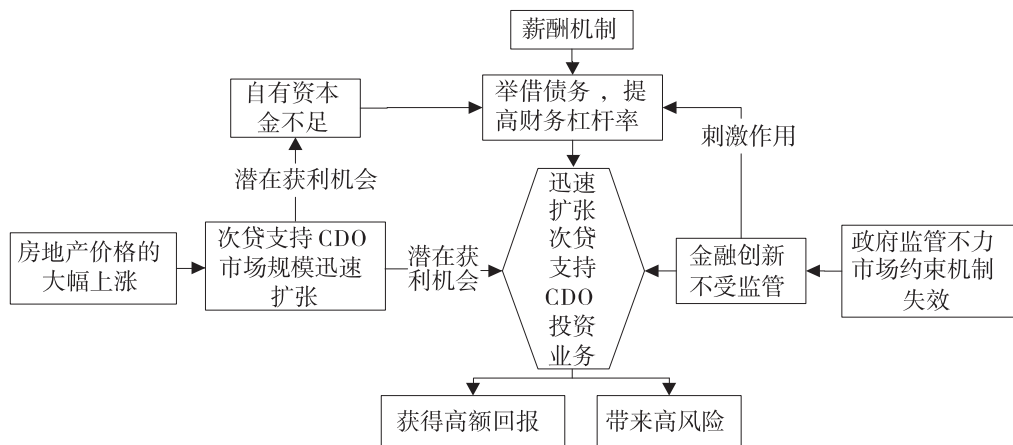 薪酬机制
自有资本
金不足
举借债务，提
高财务杠杆率
刺激作用
潜在获利机会
房地产价格的
大幅上涨
次贷支持 CDO
市场规模迅速
扩张
潜在获
利机会
迅速
扩张
次贷
支持
CDO
投资
业务
金融创新
不受监管
政府监管不力
市场约束机制
失效
获得高额回报
带来高风险